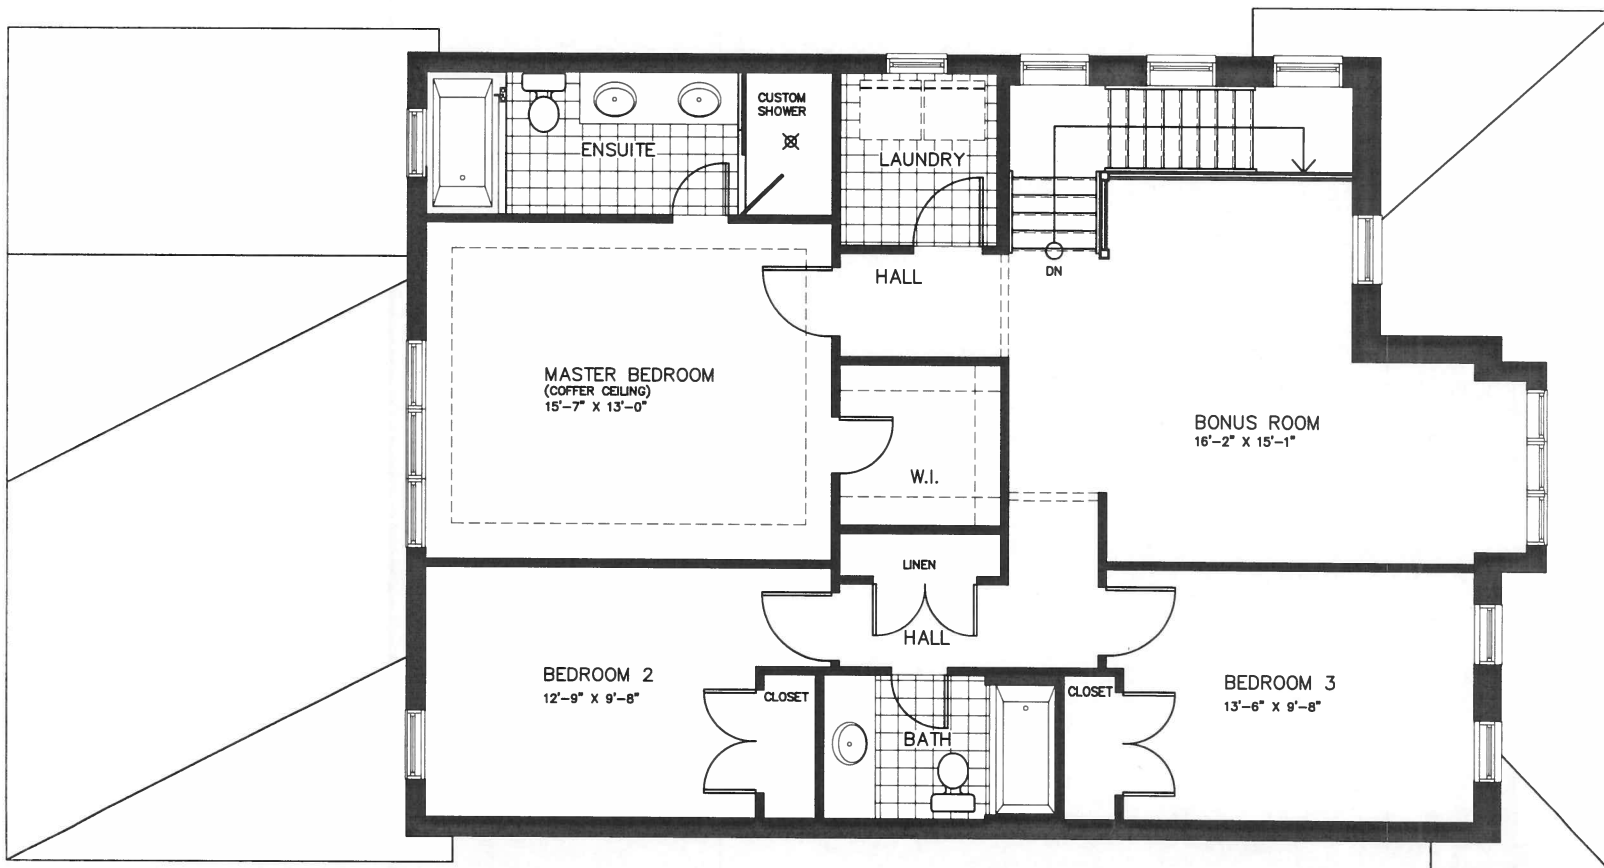 CUSTOM
SHOWER
ENSUITE
LAUNDRY
HALL
DN
MASTER BEDROOM
(COFFER CEILING)
15'-7" X 13'-0"
BONUS ROOM
16'-2" X 15'-1"
W.I.
LINEN
HALL
BEDROOM 2
12'-9" X 9'-8"
CLOSET
BATH
CLOSET
BEDROOM 3
13'-6" X 9'-8"